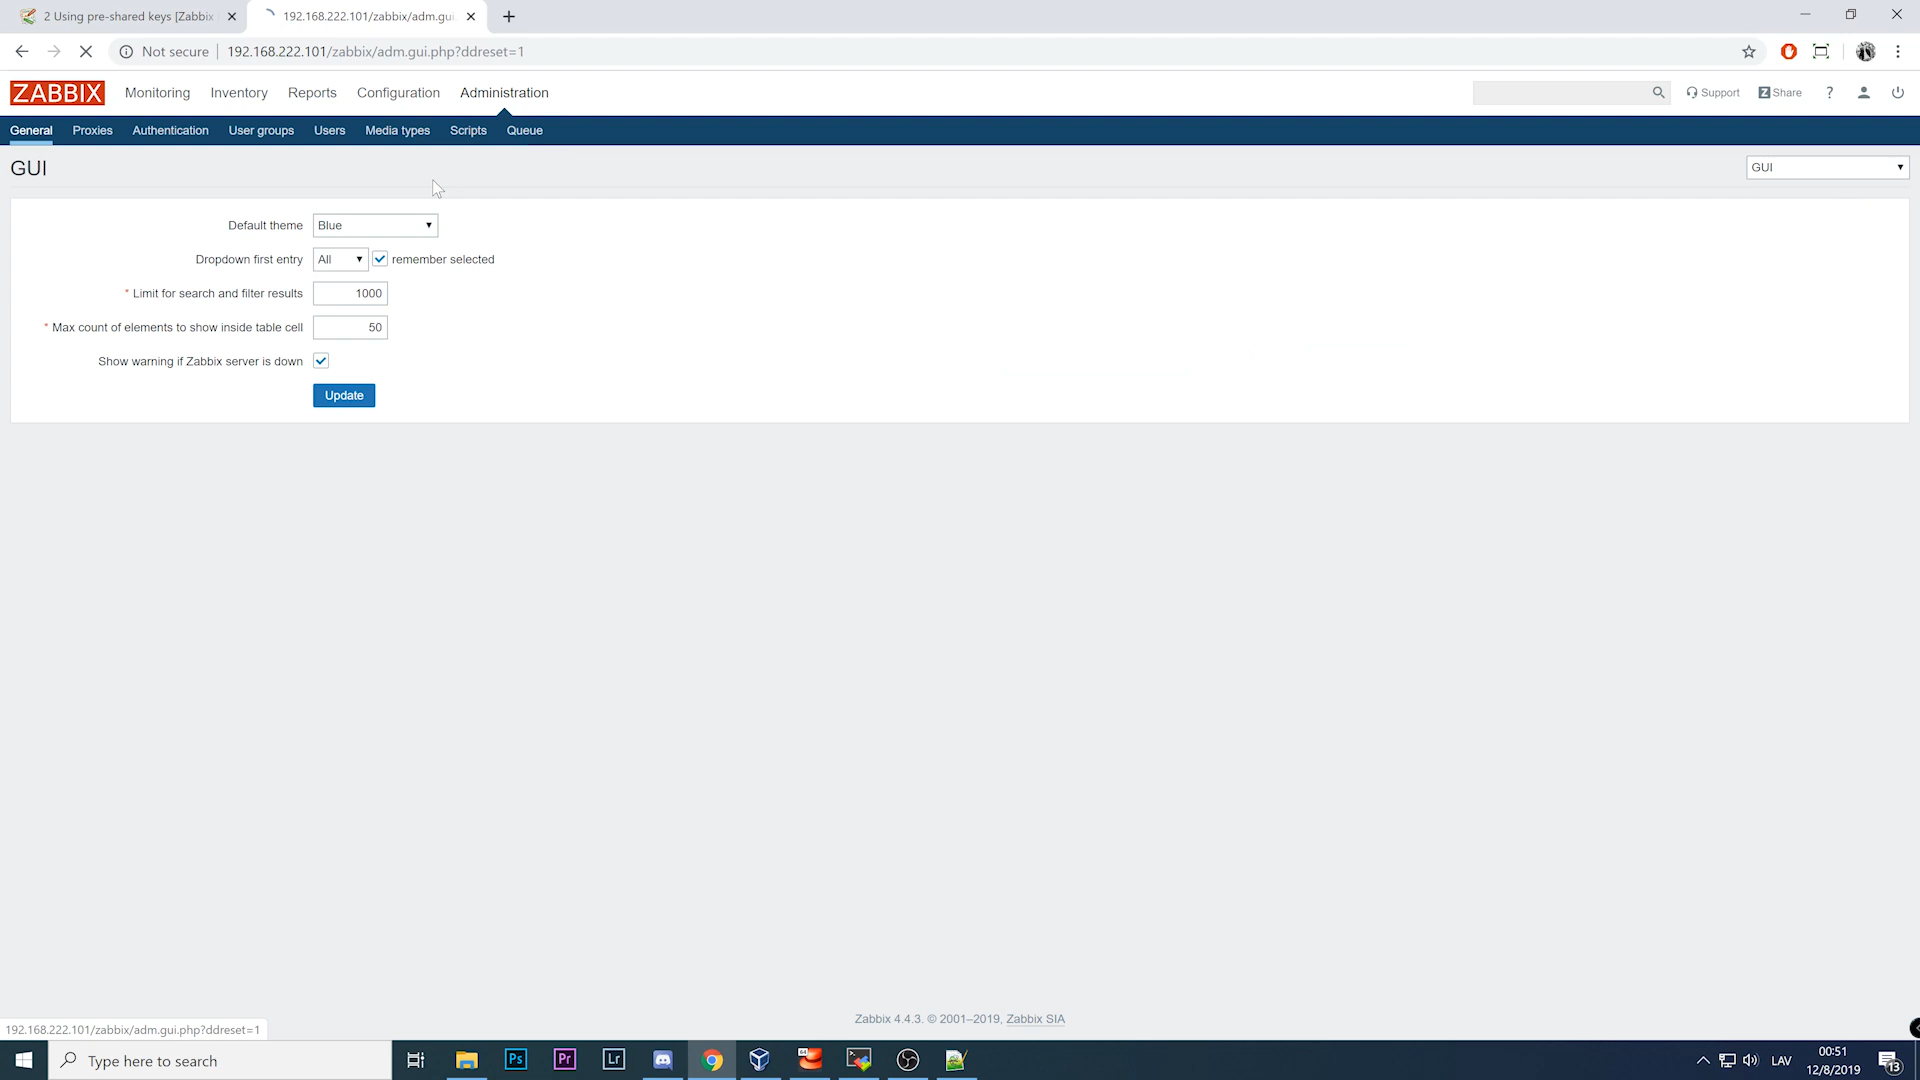 2 Using pre-shared keys [Zabbix
192.168.222.101/zabbix/adm.gui.
Not secure
192.168.222.101/zabbix/adm.gui.php?ddreset=1
ZABBIX
Monitoring
Inventory
Reports
Configuration
Administration
Support
Z Share
?
General
Proxies
Authentication
User groups
Users
Media types
Scripts
Queue
GUI
GUI
Default theme
Blue
Dropdown first entry
All
remember selected
* Limit for search and filter results
1000
* Max count of elements to show inside table cell
50
Show warning if Zabbix server is down
Update
Zabbix 4.4.3. © 2001–2019, Zabbix SIA
192.168.222.101/zabbix/adm.gui.php?ddreset=1
Type here to search
Ps
Pr
Lr
64
LAV
00:51
12/8/2019
13